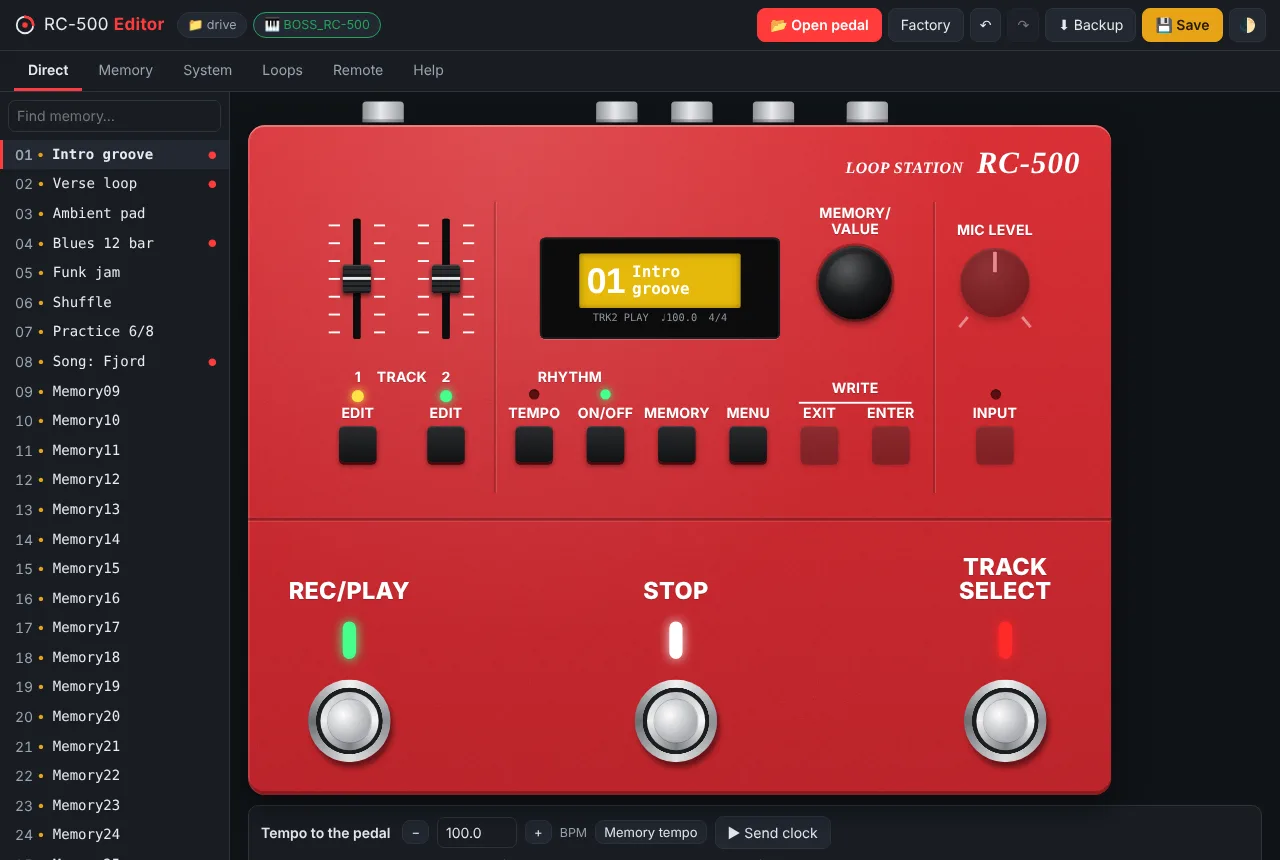 RC-500 Editor
drive
BOSS_RC-500
Open pedal
Factory
Backup
Save
Direct Memory System Loops Remote Help
Find memory...
01 • Intro groove
02 • Verse loop
03 • Ambient pad
04 • Blues 12 bar
05 • Funk jam
06 • Shuffle
07 • Practice 6/8
08 • Song: Fjord
09 • Memory09
10 • Memory10
11 • Memory11
12 • Memory12
13 • Memory13
14 • Memory14
15 • Memory15
16 • Memory16
17 • Memory17
18 • Memory18
19 • Memory19
20 • Memory20
21 • Memory21
22 • Memory22
23 • Memory23
24 • Memory24
LOOP STATION RC-500
MEMORY/
VALUE
MIC LEVEL
01 Intro
groove
TRK2 PLAY ♩100.0 4/4
1 TRACK 2
RHYTHM
WRITE
EDIT EDIT TEMPO ON/OFF MEMORY MENU EXIT ENTER INPUT
REC/PLAY
STOP
TRACK
SELECT
Tempo to the pedal − 100.0 + BPM Memory tempo ▶ Send clock